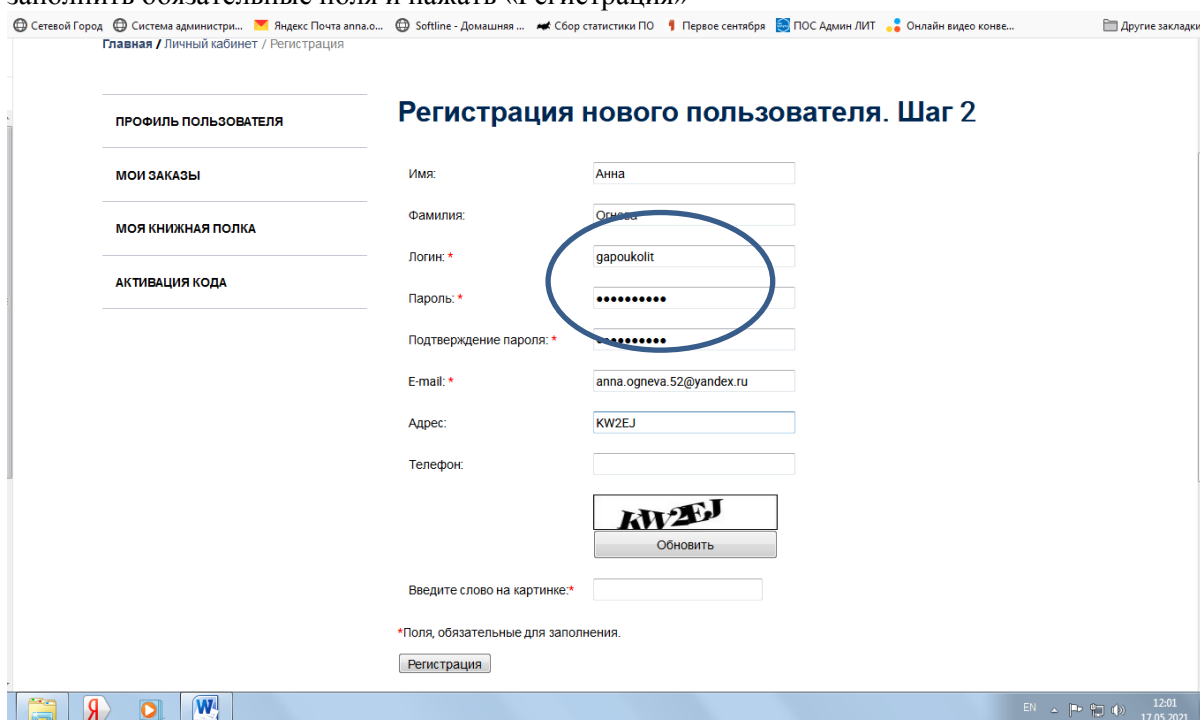 заполнить обязательные поля и нажать «Регистрация»
Сетевой Город Система администри... Яндекс Почта anna.o... Softline - Домашняя ... Сбор статистики ПО Первое сентября ПОС Админ ЛИТ Онлайн видео конве... Другие закладки
Главная / Личный кабинет / Регистрация
ПРОФИЛЬ ПОЛЬЗОВАТЕЛЯ
МОИ ЗАКАЗЫ
МОЯ КНИЖНАЯ ПОЛКА
АКТИВАЦИЯ КОДА
Регистрация нового пользователя. Шаг 2
Имя: Анна
Фамилия: Огнева
Логин: * gapoukolit
Пароль: * ••••••••••
Подтверждение пароля: * ••••••••••
E-mail: * anna.ogneva.52@yandex.ru
Адрес: KW2EJ
Телефон:
KW2EJ
Обновить
Введите слово на картинке:*
*Поля, обязательные для заполнения.
Регистрация
EN 12:01
17.05.2021